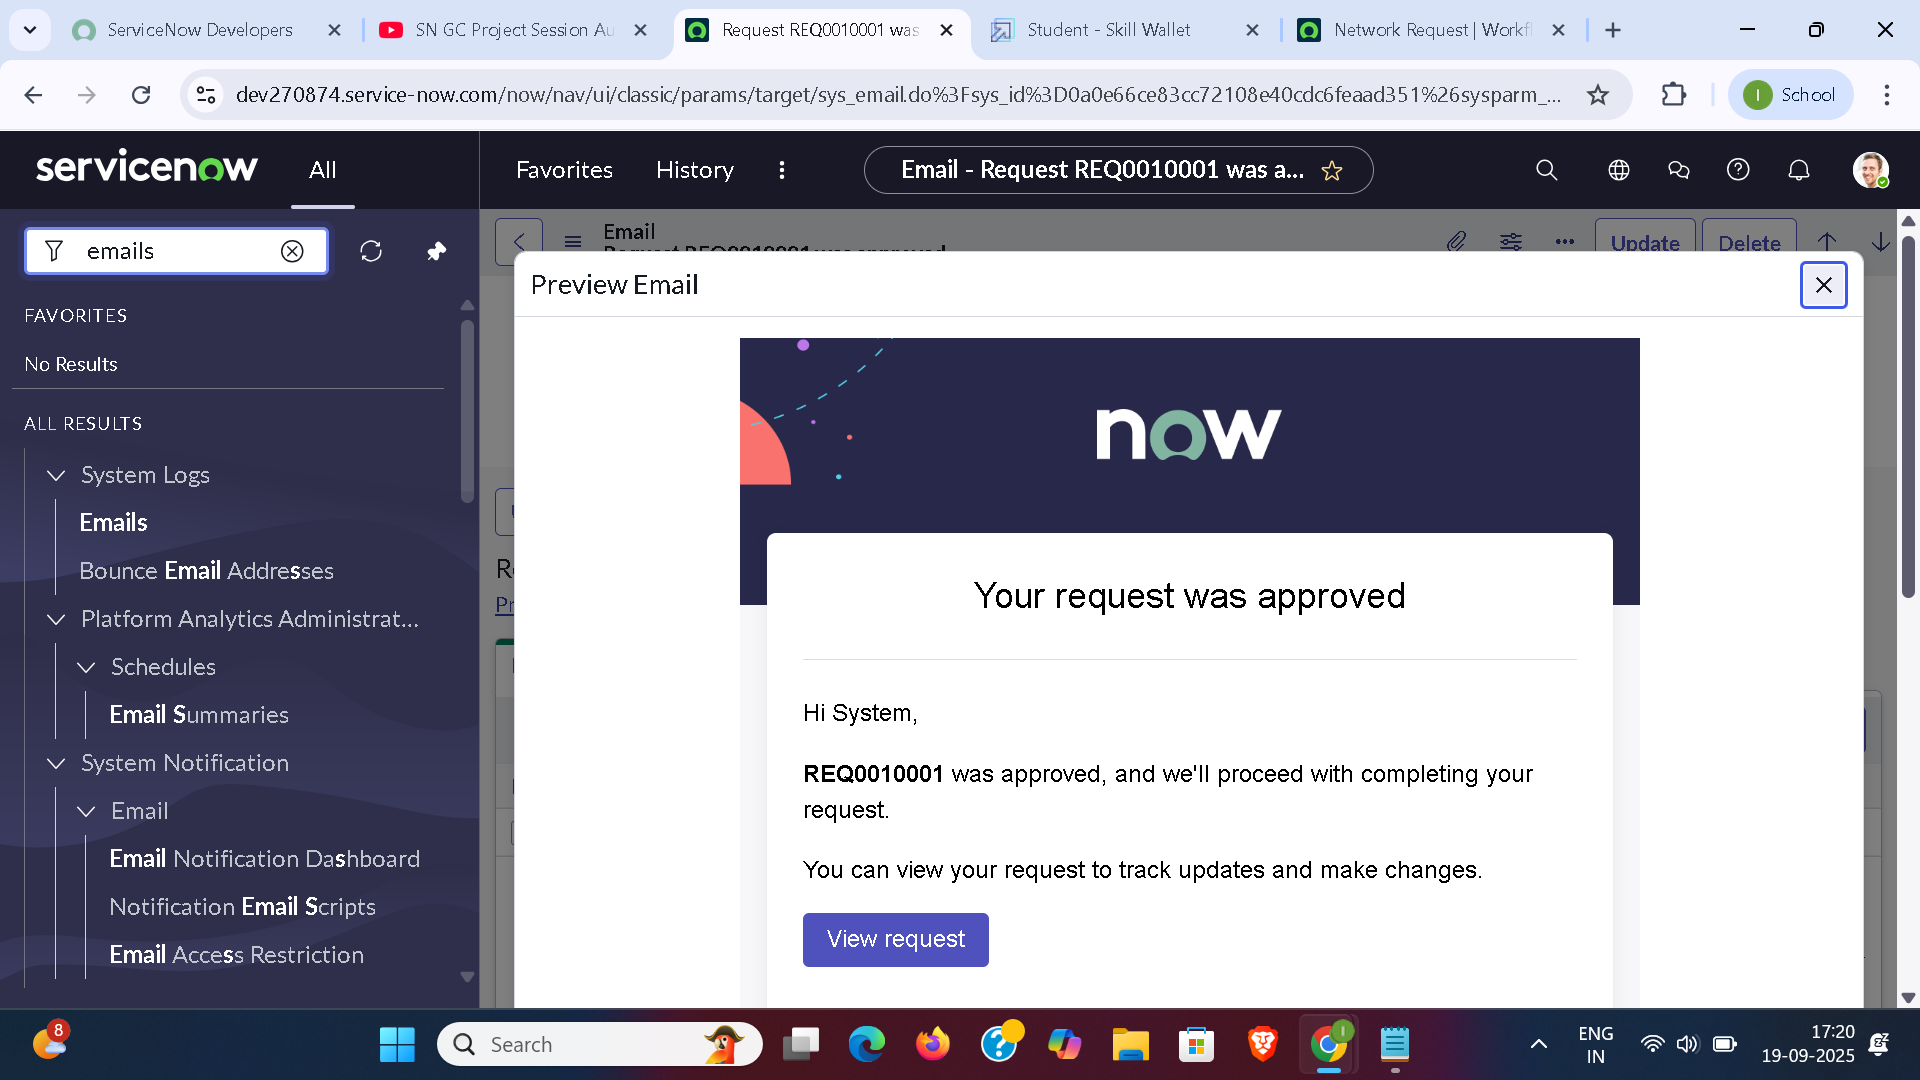 ServiceNow Developers
SN GC Project Session Au
Request REQ0010001 was
Student - Skill Wallet
Network Request | Workf
dev270874.service-now.com/now/nav/ui/classic/params/target/sys_email.do%3Fsys_id%3D0a0e66ce83cc72108e40cdc6feaad351%26sysparm_...
I School
servicenow
All
Favorites
History
Email - Request REQ0010001 was a...
emails
FAVORITES
No Results
ALL RESULTS
System Logs
Emails
Bounce Email Addresses
Platform Analytics Administrat...
Schedules
Email Summaries
System Notification
Email
Email Notification Dashboard
Notification Email Scripts
Email Access Restriction
Email
Request REQ0010001 was approved
Update
Delete
Preview Email
now
Your request was approved
Hi System,
REQ0010001 was approved, and we'll proceed with completing your
request.
You can view your request to track updates and make changes.
View request
8
Search
ENG
IN
17:20
19-09-2025